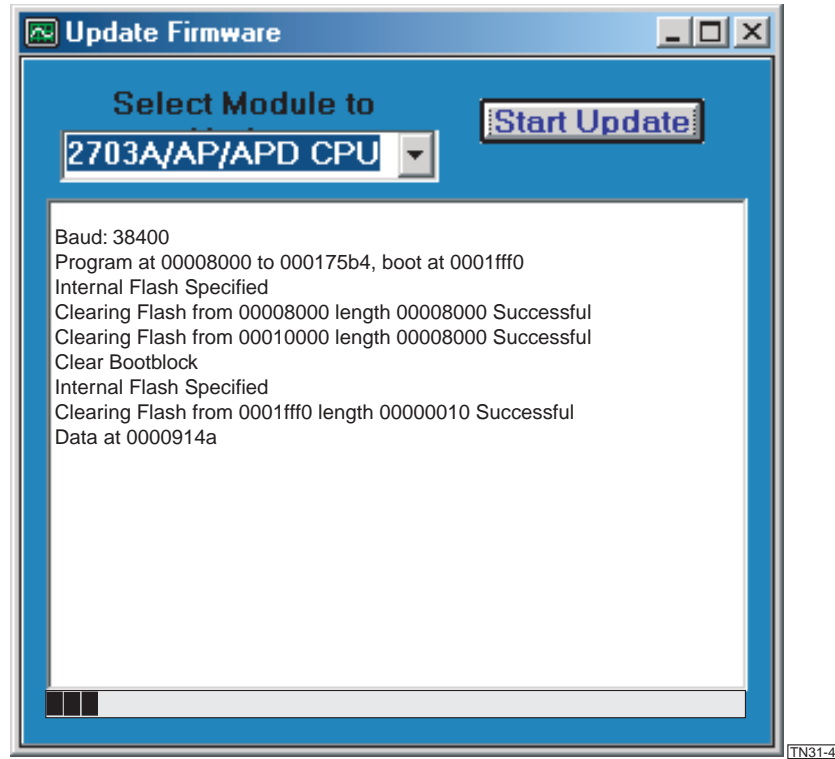 Update Firmware
Select Module to
Start Update
2703A/AP/APD CPU
Baud: 38400
Program at 00008000 to 000175b4, boot at 0001fff0
Internal Flash Specified
Clearing Flash from 00008000 length 00008000 Successful
Clearing Flash from 00010000 length 00008000 Successful
Clear Bootblock
Internal Flash Specified
Clearing Flash from 0001fff0 length 00000010 Successful
Data at 0000914a
TN31-4